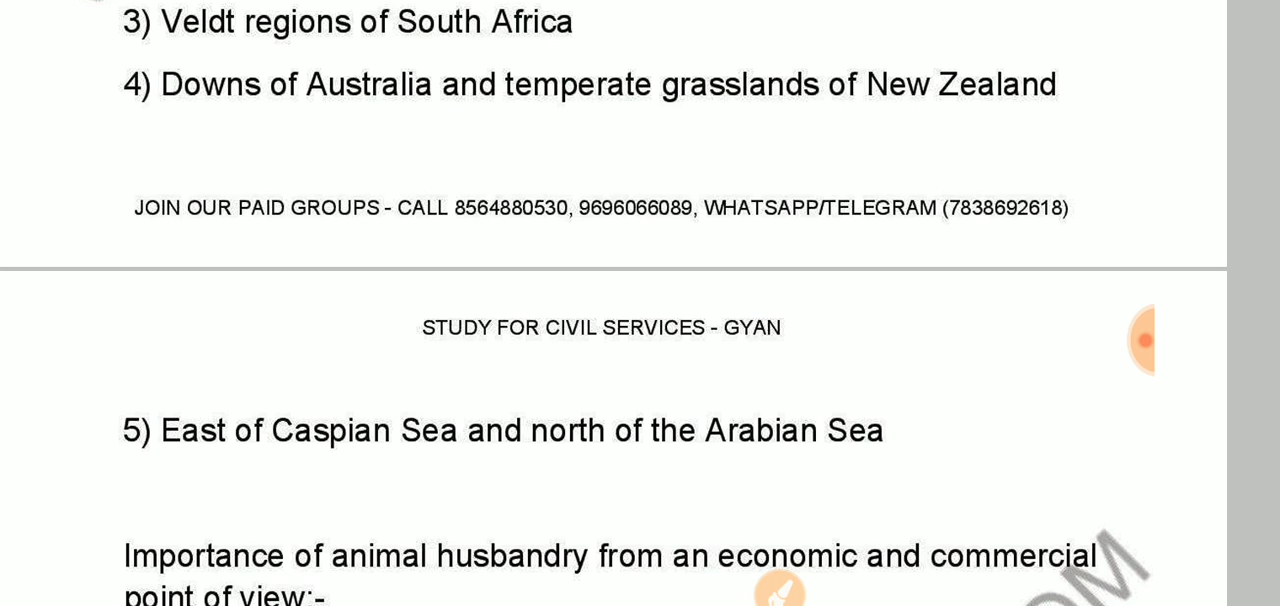 3) Veldt regions of South Africa
4) Downs of Australia and temperate grasslands of New Zealand
JOIN OUR PAID GROUPS - CALL 8564880530, 9696066089, WHATSAPP/TELEGRAM (7838692618)
STUDY FOR CIVIL SERVICES - GYAN
5) East of Caspian Sea and north of the Arabian Sea
Importance of animal husbandry from an economic and commercial
point of view:-